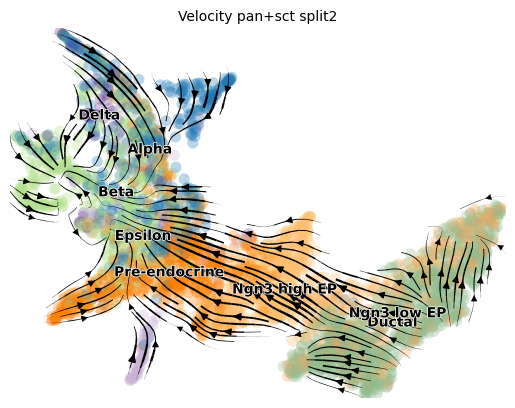 Velocity pan+sct split2
Delta
Alpha
Beta
Epsilon
Pre-endocrine
Ngn3 high EP
Ngn3 low EP
Ductal